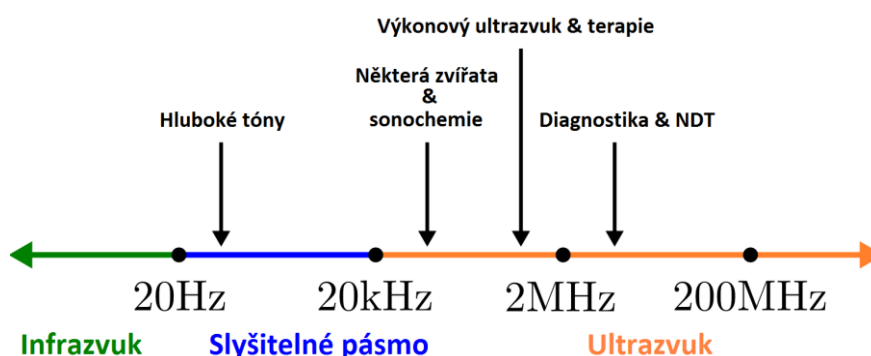 Výkonový ultrazvuk & terapie
Některá zvířata
&
sonochemie
Hluboké tóny
Diagnostika & NDT
20Hz
20kHz
2MHz
200MHz
Infrazvuk
Slyšitelné pásmo
Ultrazvuk